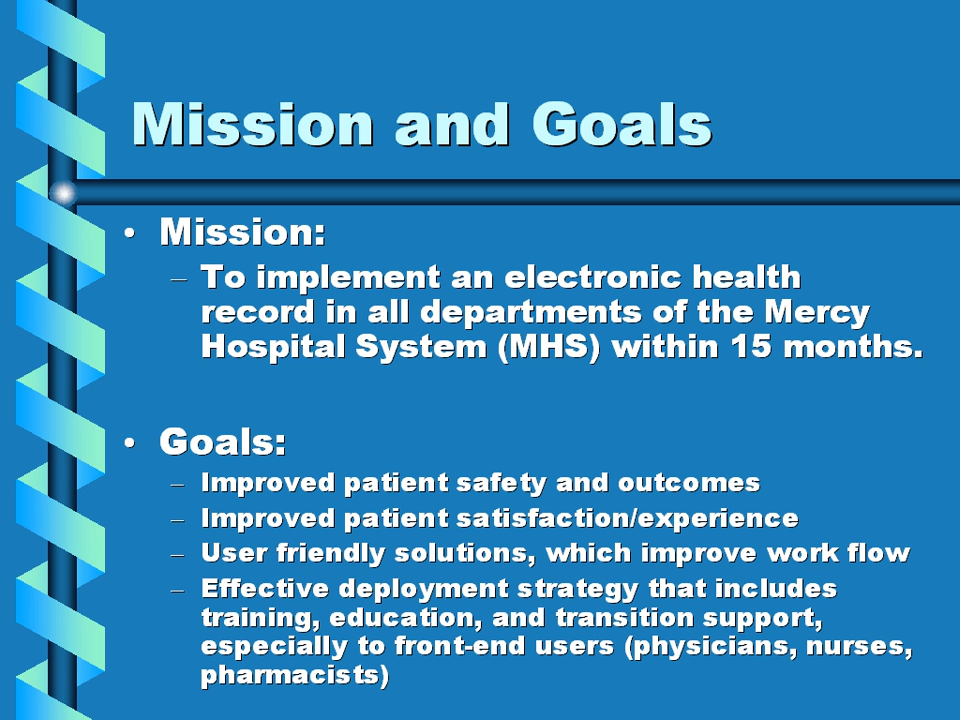 Mission and Goals
• Mission:
– To implement an electronic health
record in all departments of the Mercy
Hospital System (MHS) within 15 months.
• Goals:
– Improved patient safety and outcomes
– Improved patient satisfaction/experience
– User friendly solutions, which improve work flow
– Effective deployment strategy that includes
training, education, and transition support,
especially to front-end users (physicians, nurses,
pharmacists)